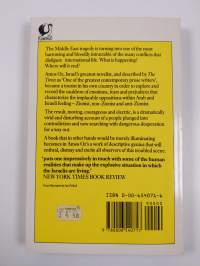 The Middle-East tragedy is turning into one of the most
harrowing and bloodily intractable of the many conflicts that
international life. What is happening?
Where will it end?
Amos Oz, Israel's greatest novelist, and described by The
Times as 'One of the greatest contemporary prose writers',
became a tourist in his own country in order to explore and
record the cauldron of emotions, fears and prejudices that
characterize the implacable oppositions within Arab and
Israeli feeling – Zionist, non-Zionist and anti-Zionist.
The result, moving, courageous and electric, is a dramatically
vivid and disturbing account of a people plunged into
contradiction and now searching with dangerous desperation
for a way out.
A book that in other hands would be merely illuminating
becomes in Amos Oz's through a work of descriptive genius that will
enthral, dismay and excite all observers of this troubled scene.
'puts one impressively in touch with some of the human
realities that make up the explosive situation in which
the Israelis are living.'
NEW YORK TIMES BOOK REVIEW
ISBN 0-00-654074-4